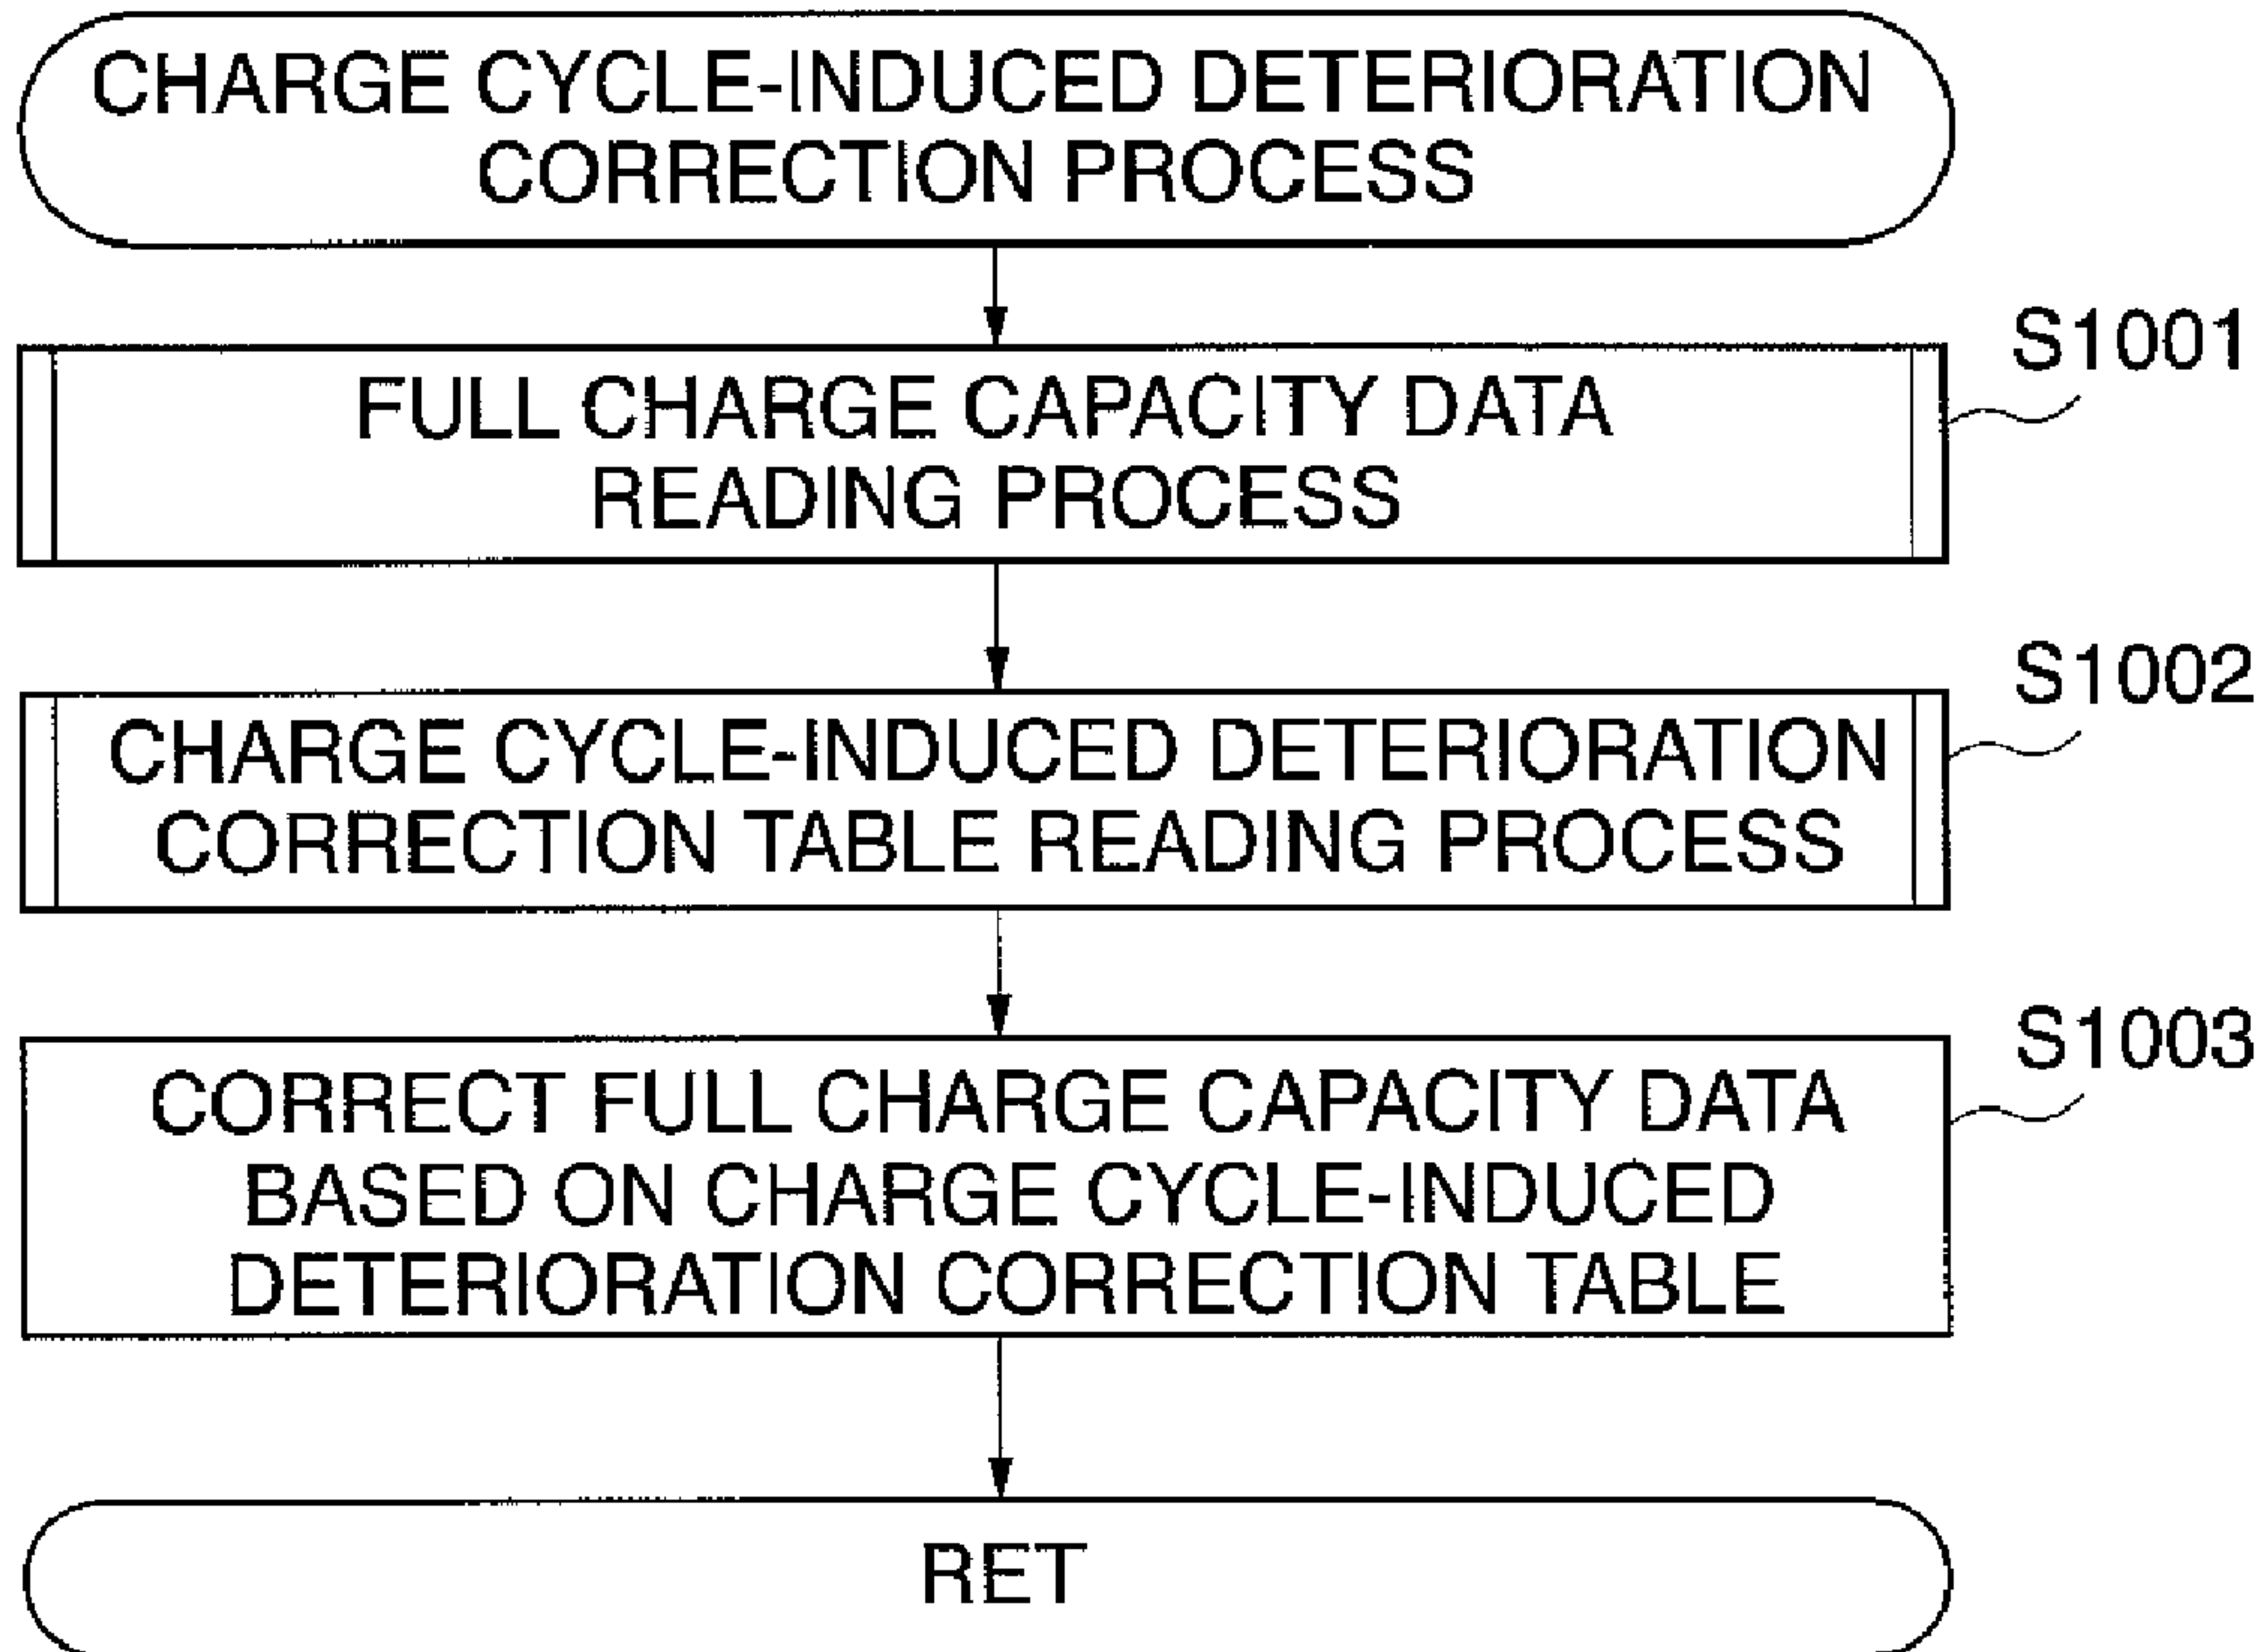 CHARGE CYCLE-INDUCED DETERIORATION
CORRECTION PROCESS
S1001
FULL CHARGE CAPACITY DATA
READING PROCESS
S1002
CHARGE CYCLE-INDUCED DETERIORATION
CORRECTION TABLE READING PROCESS
S1003
CORRECT FULL CHARGE CAPACITY DATA
BASED ON CHARGE CYCLE-INDUCED
DETERIORATION CORRECTION TABLE
RET